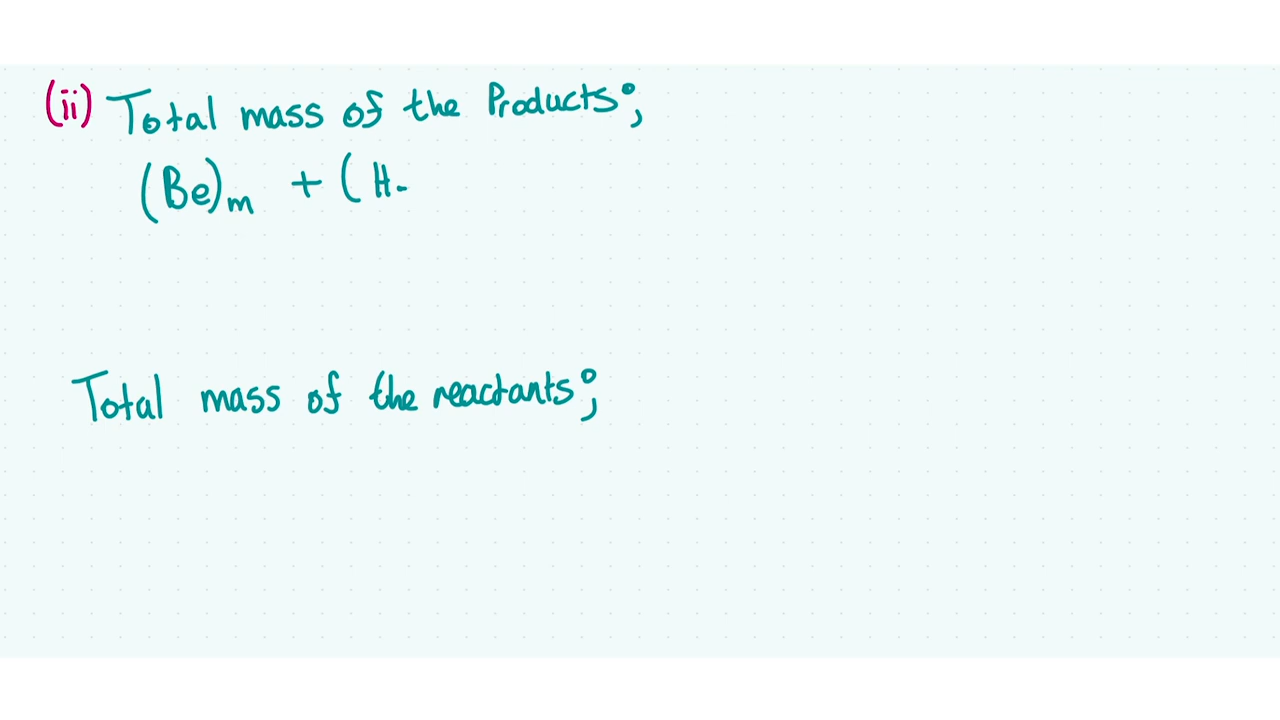 (ii) Total mass of the Products:,
(Be)m + (H-
Total mass of the reactants:,